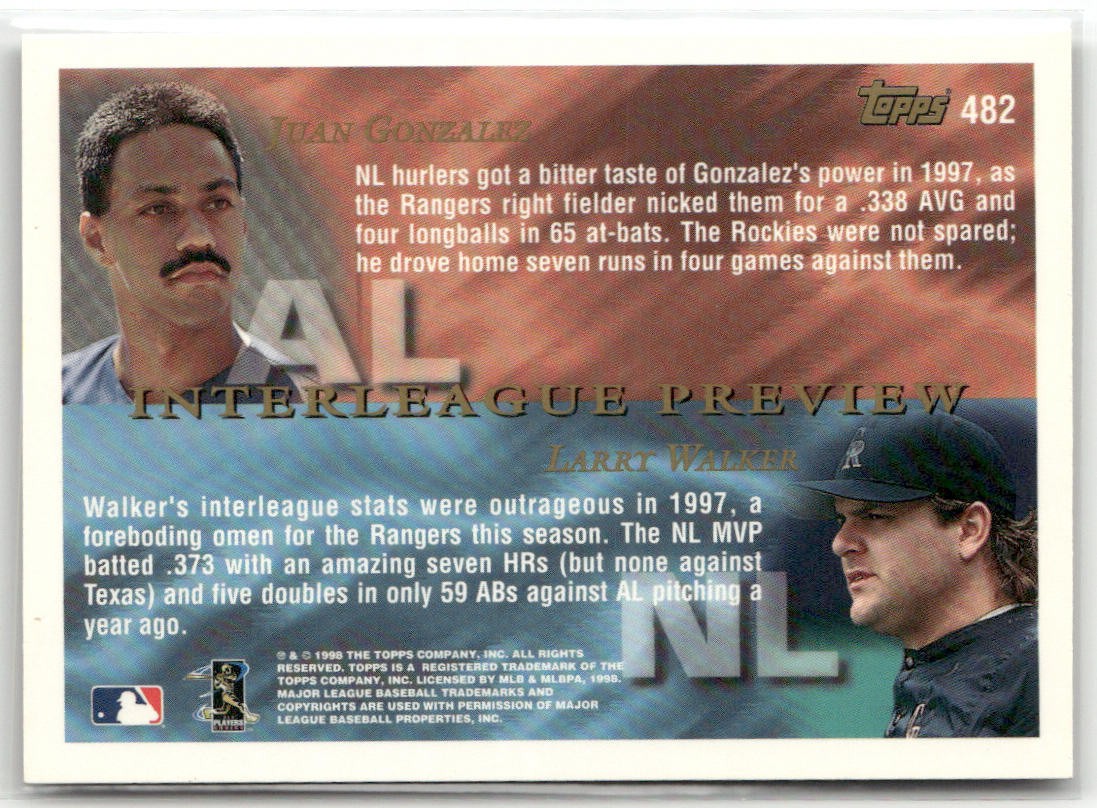 topps 482
JUAN GONZALEZ
NL hurlers got a bitter taste of Gonzalez's power in 1997, as
the Rangers right fielder nicked them for a .338 AVG and
four longballs in 65 at-bats. The Rockies were not spared;
he drove home seven runs in four games against them.
AL
INTERLEAGUE PREVIEW
LARRY WALKER
Walker's interleague stats were outrageous in 1997, a
foreboding omen for the Rangers this season. The NL MVP
batted .373 with an amazing seven HRs (but none against
Texas) and five doubles in only 59 ABs against AL pitching a
year ago.
NL
℗ & © 1998 THE TOPPS COMPANY, INC. ALL RIGHTS
RESERVED. TOPPS IS A REGISTERED TRADEMARK OF THE
TOPPS COMPANY, INC. LICENSED BY MLB & MLBPA, 1998.
MAJOR LEAGUE BASEBALL TRADEMARKS AND
COPYRIGHTS ARE USED WITH PERMISSION OF MAJOR
LEAGUE BASEBALL PROPERTIES, INC.
PLAYERS
CR